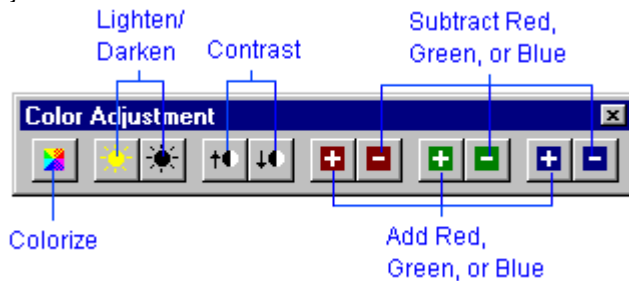 Lighten/
Darken
Contrast
Subtract Red,
Green, or Blue
Color Adjustment
Colorize
Add Red,
Green, or Blue